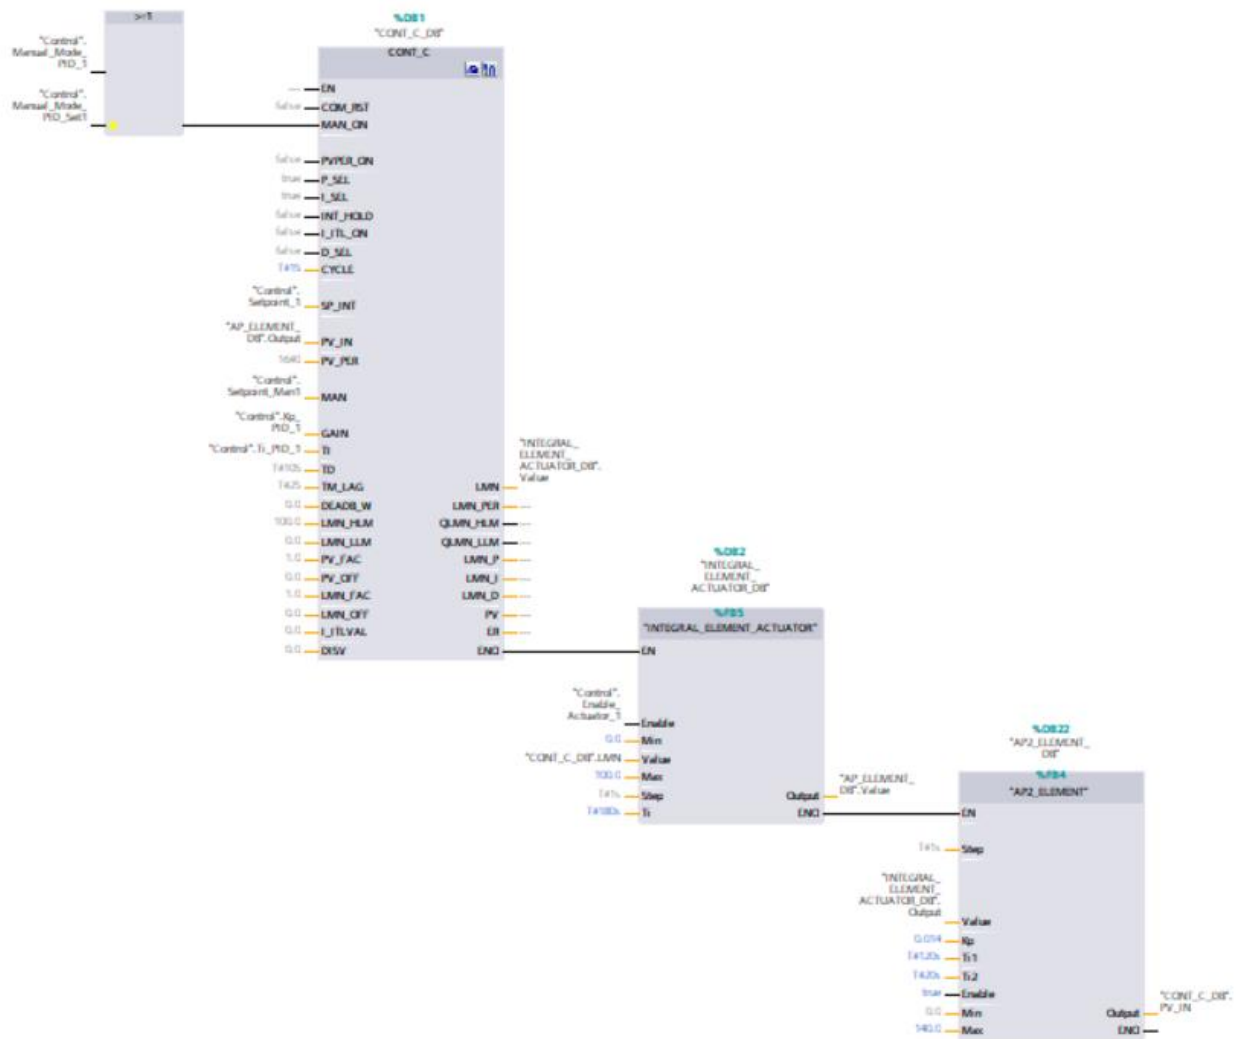 >=1
"Control".
Manual_Mode_
PID_1
"Control".
Manual_Mode_
PID_Set1
%DB1
"CONT_C_DB"
CONT_C
... EN
false COM_RST
MAN_ON
false PVPER_ON
true P_SEL
true I_SEL
false INT_HOLD
false I_ITL_ON
false D_SEL
T#1s CYCLE
"Control".
Setpoint_1 SP_INT
"AP_ELEMENT_
DB".Output PV_IN
16#0 PV_PER
"Control".
Setpoint_Man1 MAN
"Control".Kp_
PID_1 GAIN
"Control".Ti_PID_1 TI
T#10s TD
T#2s TM_LAG
0.0 DEADB_W
100.0 LMN_HLM
0.0 LMN_LLM
1.0 PV_FAC
0.0 PV_OFF
1.0 LMN_FAC
0.0 LMN_OFF
0.0 I_ITLVAL
0.0 DISV
"INTEGRAL_
ELEMENT_
ACTUATOR_DB".
Value
LMN
LMN_PER ...
QLMN_HLM ...
QLMN_LLM ...
LMN_P ...
LMN_I ...
LMN_D ...
PV ...
ER ...
ENO
%DB2
"INTEGRAL_
ELEMENT_
ACTUATOR_DB"
%FB5
"INTEGRAL_ELEMENT_ACTUATOR"
EN
"Control".
Enable_
Actuator_1 Enable
0.0 Min
"CONT_C_DB".LMN Value
100.0 Max
T#1s Step
T#180s Ti
"AP_ELEMENT_
DB".Value
Output
ENO
%DB22
"AP2_ELEMENT_
DB"
%FB4
"AP2_ELEMENT"
EN
T#1s Step
"INTEGRAL_
ELEMENT_
ACTUATOR_DB".
Output Value
0.014 Kp
T#120s Ti1
T#20s Ti2
true Enable
0.0 Min
140.0 Max
"CONT_C_DB".
PV_IN
Output
ENO